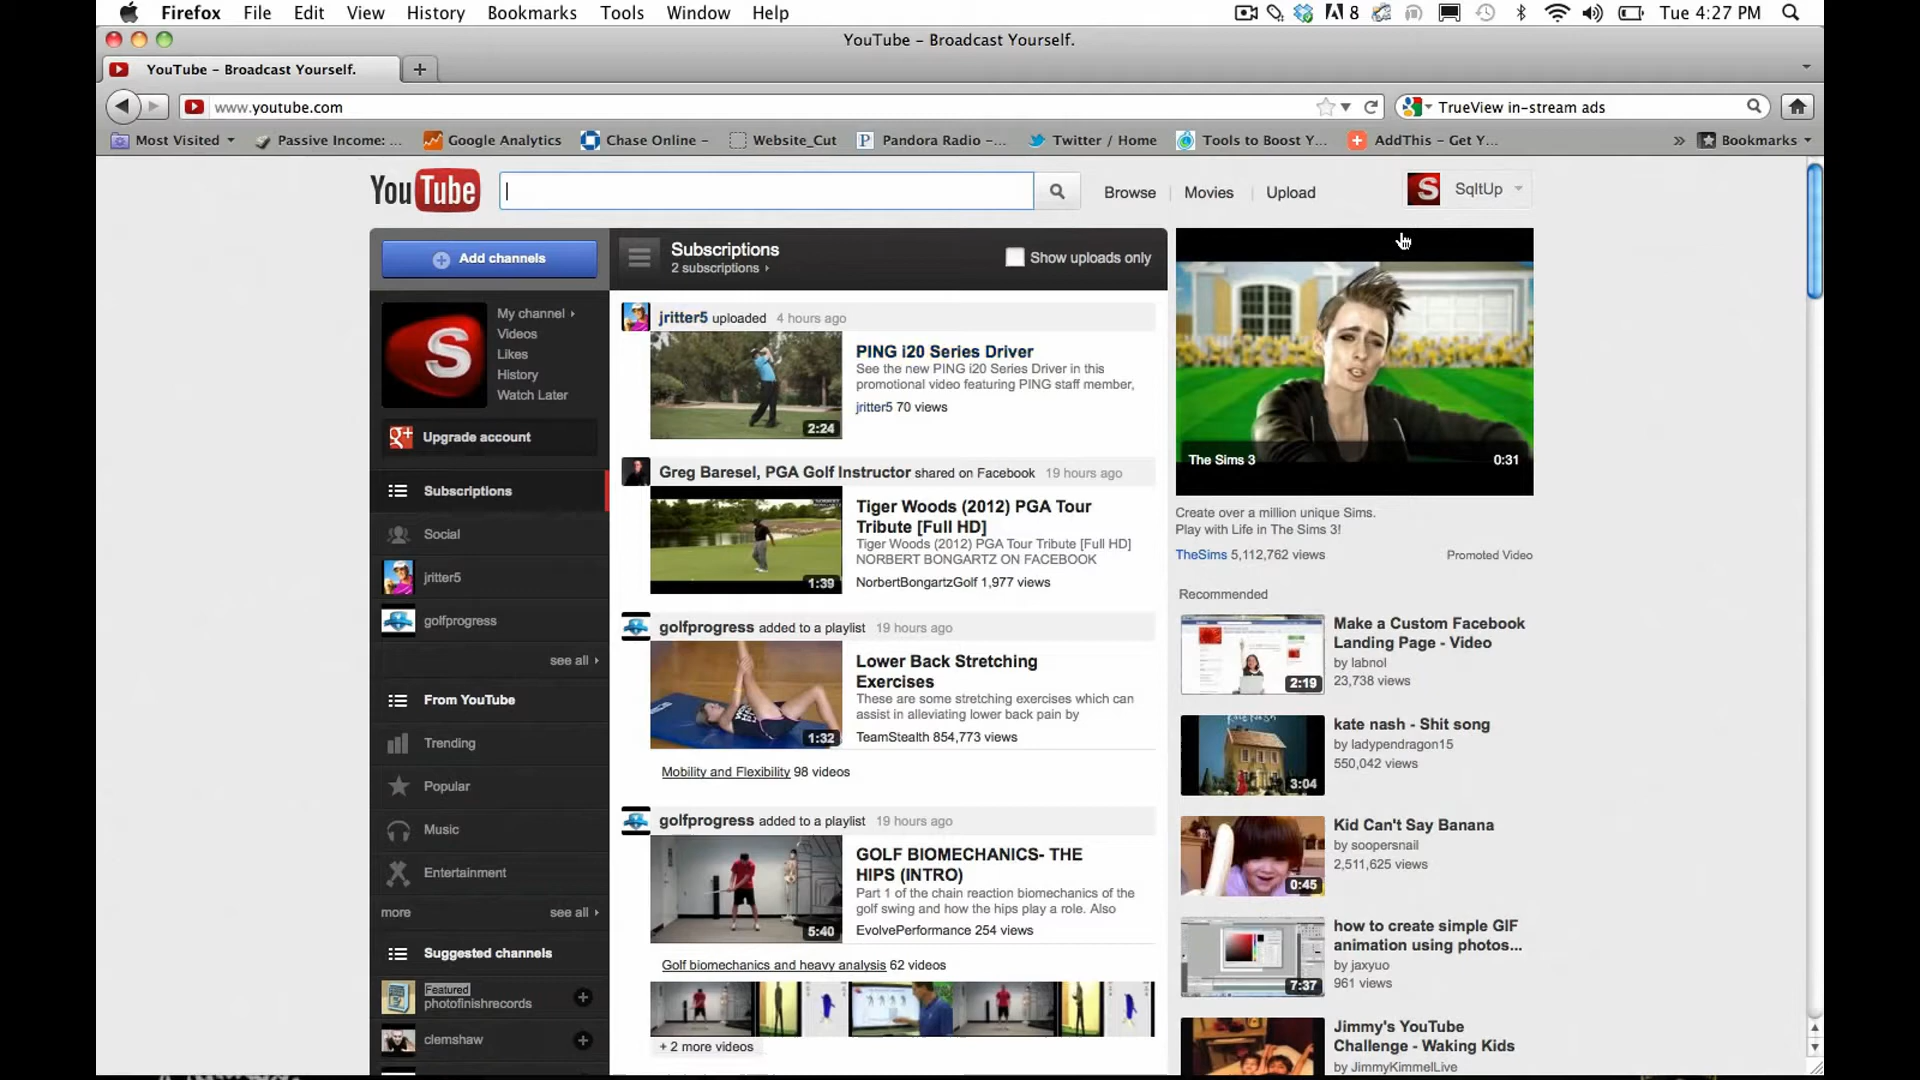 Firefox File Edit View History Bookmarks Tools Window Help 8 Tue 4:27 PM
YouTube - Broadcast Yourself.
YouTube - Broadcast Yourself.
www.youtube.com TrueView in-stream ads
Most Visited Passive Income: ... Google Analytics Chase Online - Website_Cut Pandora Radio -... Twitter / Home Tools to Boost Y... AddThis - Get Y... » Bookmarks
YouTube Browse Movies Upload SqltUp
Add channels
My channel
Videos
Likes
History
Watch Later
Upgrade account
Subscriptions
Social
jritter5
golfprogress
see all
From YouTube
Trending
Popular
Music
Entertainment
more see all
Suggested channels
Featured
photofinishrecords
clemshaw
Subscriptions
2 subscriptions
Show uploads only
jritter5 uploaded 4 hours ago
PING i20 Series Driver
See the new PING i20 Series Driver in this
promotional video featuring PING staff member,
jritter5 70 views
2:24
Greg Baresel, PGA Golf Instructor shared on Facebook 19 hours ago
Tiger Woods (2012) PGA Tour
Tribute [Full HD]
Tiger Woods (2012) PGA Tour Tribute [Full HD]
NORBERT BONGARTZ ON FACEBOOK
NorbertBongartzGolf 1,977 views
1:39
golfprogress added to a playlist 19 hours ago
Lower Back Stretching
Exercises
These are some stretching exercises which can
assist in alleviating lower back pain by
TeamStealth 854,773 views
1:32
Mobility and Flexibility 98 videos
golfprogress added to a playlist 19 hours ago
GOLF BIOMECHANICS- THE
HIPS (INTRO)
Part 1 of the chain reaction biomechanics of the
golf swing and how the hips play a role. Also
EvolvePerformance 254 views
5:40
Golf biomechanics and heavy analysis 62 videos
+ 2 more videos
The Sims 3 0:31
Create over a million unique Sims.
Play with Life in The Sims 3!
TheSims 5,112,762 views Promoted Video
Recommended
Make a Custom Facebook
Landing Page - Video
by labnol
23,738 views
2:19
kate nash - Shit song
by ladypendragon15
550,042 views
3:04
Kid Can't Say Banana
by soopersnail
2,511,625 views
0:45
how to create simple GIF
animation using photos...
by jaxyuo
961 views
7:37
Jimmy's YouTube
Challenge - Waking Kids
by JimmyKimmelLive